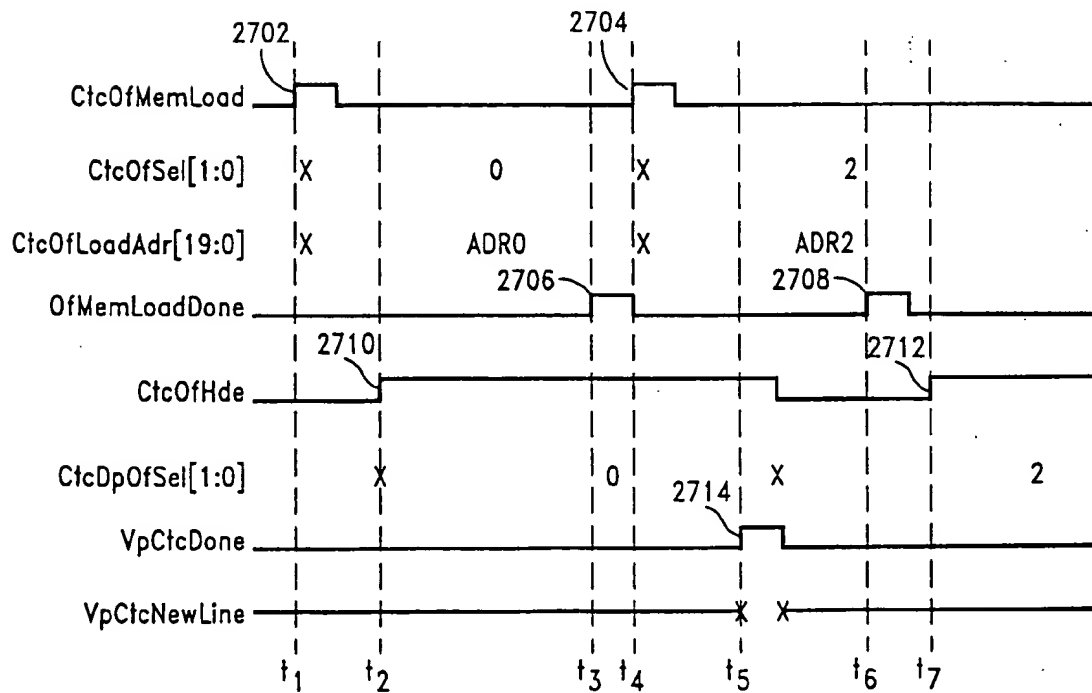 2702 2704
CtcOfMemLoad
CtcOfSel[1:0] X 0 X 2
CtcOfLoadAdr[19:0] X ADR0 X ADR2
2706 2708
OfMemLoadDone
2710 2712
CtcOfHde
CtcDpOfSel[1:0] X 0 X 2
2714
VpCtcDone
VpCtcNewLine X X
t1 t2 t3 t4 t5 t6 t7